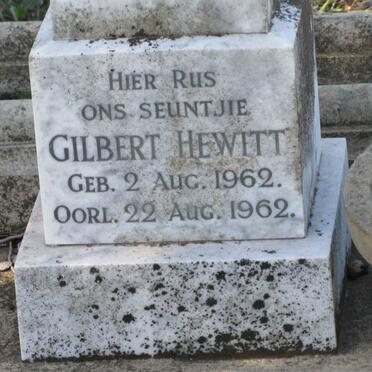 HIER RUS
ONS SEUNTJIE
GILBERT HEWITT
GEB. 2 AUG. 1962.
OORL. 22 AUG. 1962.